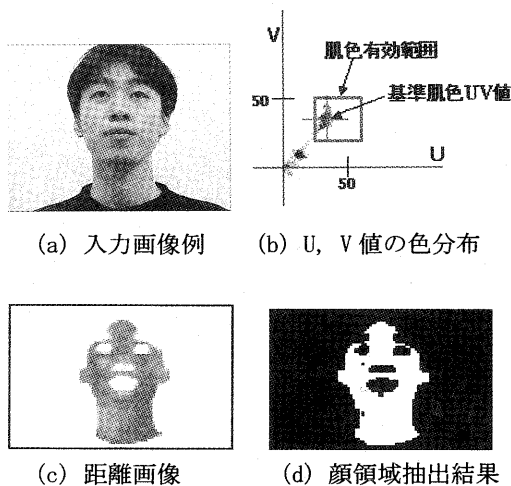 V
肌色有効範囲
50
基準肌色UV値
U
50
(a) 入力画像例
(b) U, V値の色分布
(c) 距離画像
(d) 顔領域抽出結果